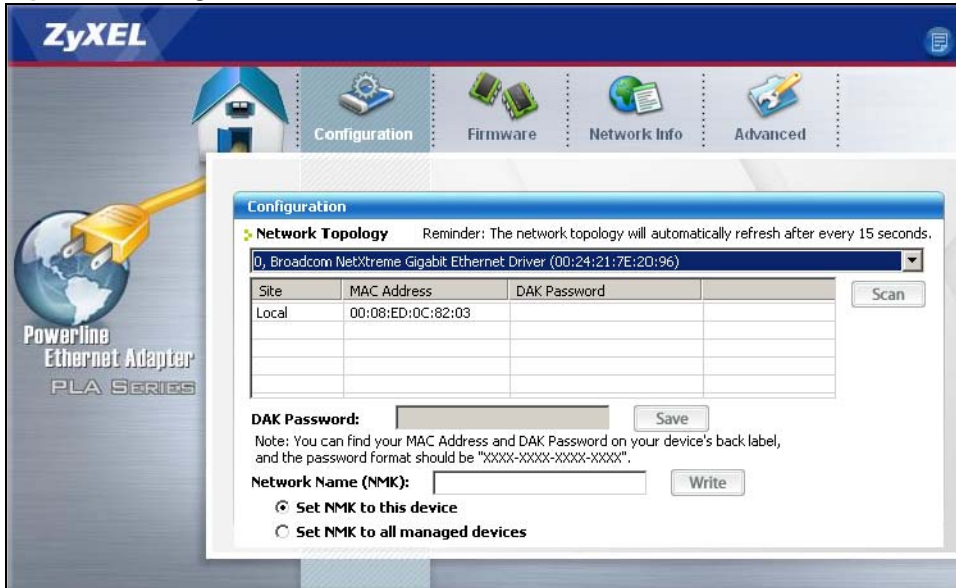 ZyXEL
Configuration Firmware Network Info Advanced
Configuration
Network Topology Reminder: The network topology will automatically refresh after every 15 seconds.
0, Broadcom NetXtreme Gigabit Ethernet Driver (00:24:21:7E:20:96)
Site MAC Address DAK Password
Scan
Local 00:08:ED:0C:82:03
Powerline
Ethernet Adapter
PLA SERIES
DAK Password: Save
Note: You can find your MAC Address and DAK Password on your device's back label,
and the password format should be "XXXX-XXXX-XXXX-XXXX".
Network Name (NMK): Write
Set NMK to this device
Set NMK to all managed devices